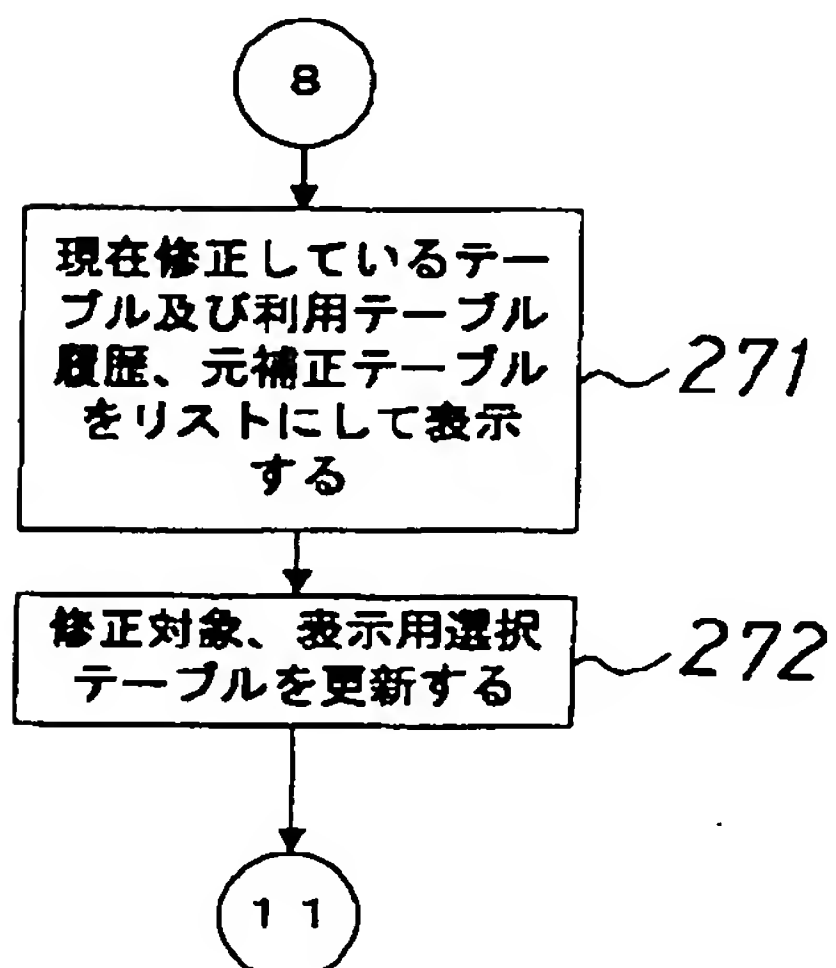 8
現在修正しているテー
ブル及び利用テーブル
履歴、元補正テーブル
をリストにして表示
する
271
修正対象、表示用選択
テーブルを更新する
272
11